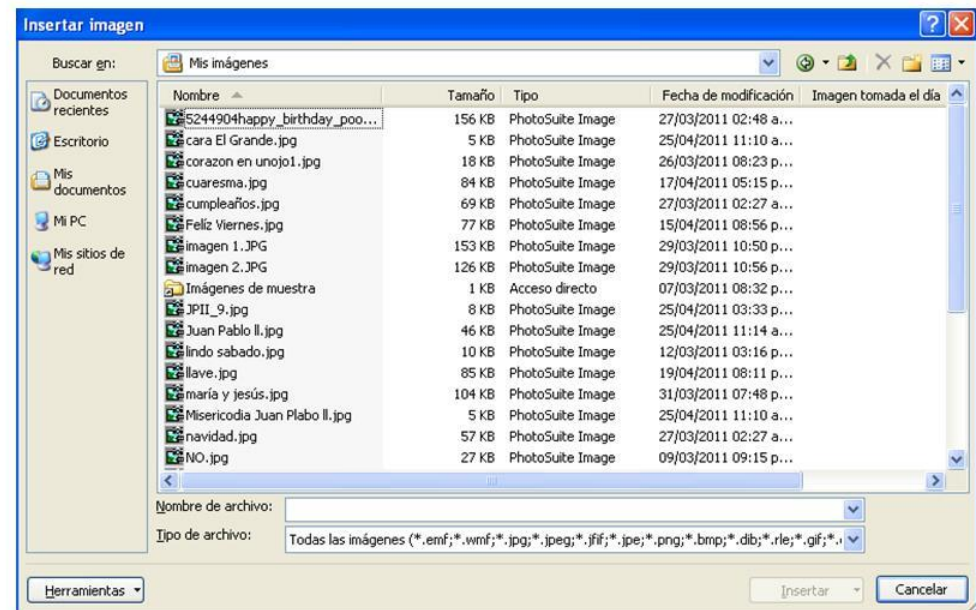 Insertar imagen
Buscar en: Mis imágenes
Documentos recientes
Escritorio
Mis documentos
Mi PC
Mis sitios de red
Nombre Tamaño Tipo Fecha de modificación Imagen tomada el día
5244904happy_birthday_poo... 156 KB PhotoSuite Image 27/03/2011 02:48 a...
cara El Grande.jpg 5 KB PhotoSuite Image 25/04/2011 11:10 a...
corazon en unojo1.jpg 18 KB PhotoSuite Image 26/03/2011 08:23 p...
cuaresma.jpg 84 KB PhotoSuite Image 17/04/2011 05:15 p...
cumpleaños.jpg 69 KB PhotoSuite Image 27/03/2011 02:27 a...
Felíz Viernes.jpg 77 KB PhotoSuite Image 15/04/2011 08:56 p...
imagen 1.JPG 153 KB PhotoSuite Image 29/03/2011 10:50 p...
imagen 2.JPG 126 KB PhotoSuite Image 29/03/2011 10:56 p...
Imágenes de muestra 1 KB Acceso directo 07/03/2011 08:32 p...
JPII_9.jpg 8 KB PhotoSuite Image 25/04/2011 03:33 p...
Juan Pablo ll.jpg 46 KB PhotoSuite Image 25/04/2011 11:14 a...
lindo sabado.jpg 10 KB PhotoSuite Image 12/03/2011 03:16 p...
llave.jpg 85 KB PhotoSuite Image 19/04/2011 08:11 p...
maría y jesús.jpg 104 KB PhotoSuite Image 31/03/2011 07:48 p...
Misericodia Juan Plabo ll.jpg 5 KB PhotoSuite Image 25/04/2011 11:10 a...
navidad.jpg 57 KB PhotoSuite Image 27/03/2011 02:27 a...
NO.jpg 27 KB PhotoSuite Image 09/03/2011 09:15 p...
Nombre de archivo:
Tipo de archivo: Todas las imágenes (*.emf;*.wmf;*.jpg;*.jpeg;*.jfif;*.jpe;*.png;*.bmp;*.dib;*.rle;*.gif;*.
Herramientas Insertar Cancelar